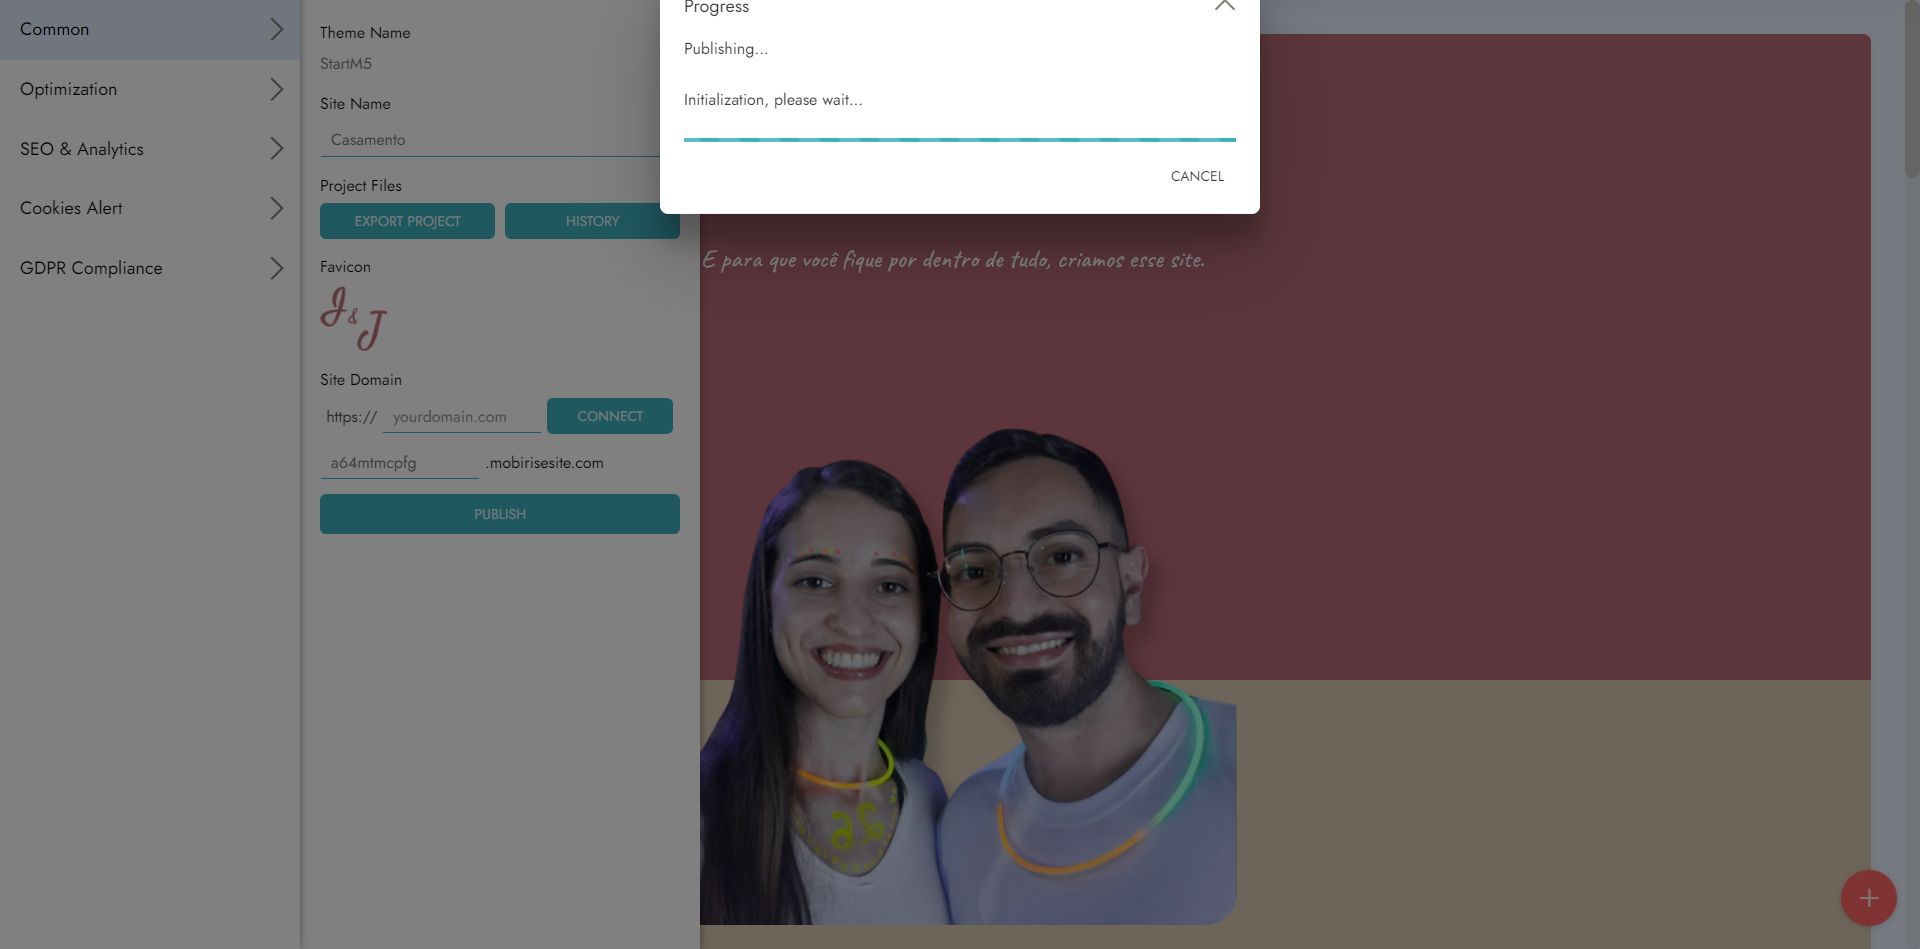 Common
Optimization
SEO & Analytics
Cookies Alert
GDPR Compliance
Theme Name
StartM5
Site Name
Casamento
Project Files
EXPORT PROJECT
HISTORY
Favicon
J & J
Site Domain
https://
yourdomain.com
CONNECT
a64mtmcpfg
.mobirisesite.com
PUBLISH
Progress
Publishing...
Initialization, please wait...
CANCEL
E para que você fique por dentro de tudo, criamos esse site.